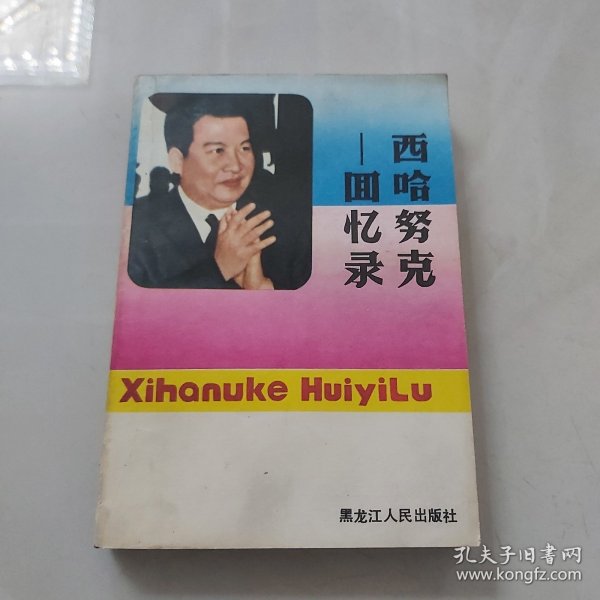 西哈努克
—回忆录
Xihanuke HuiyiLu
黑龙江人民出版社
孔夫子旧书网
www.kongfz.com